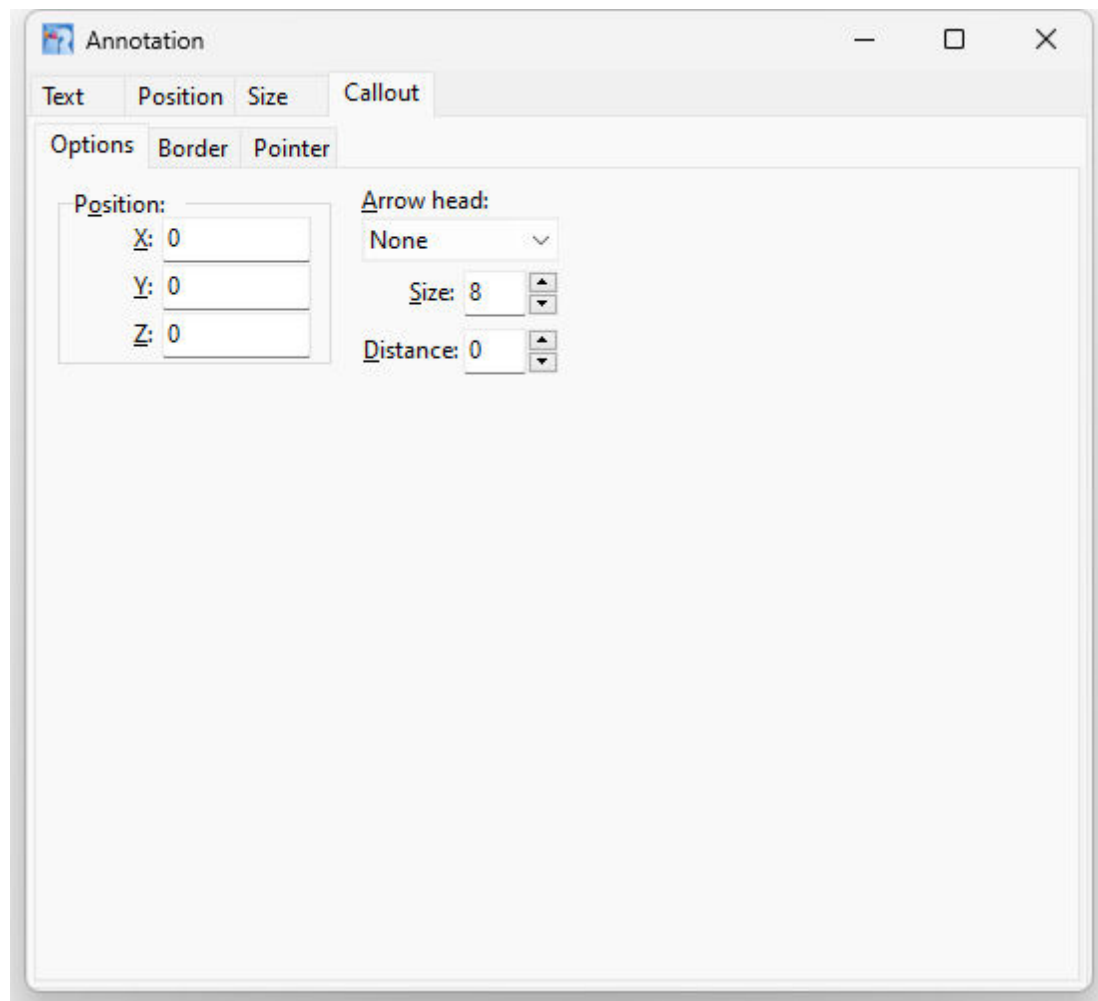 Annotation
Text Position Size Callout
Options Border Pointer
Position:
X: 0
Y: 0
Z: 0
Arrow head:
None
Size: 8
Distance: 0